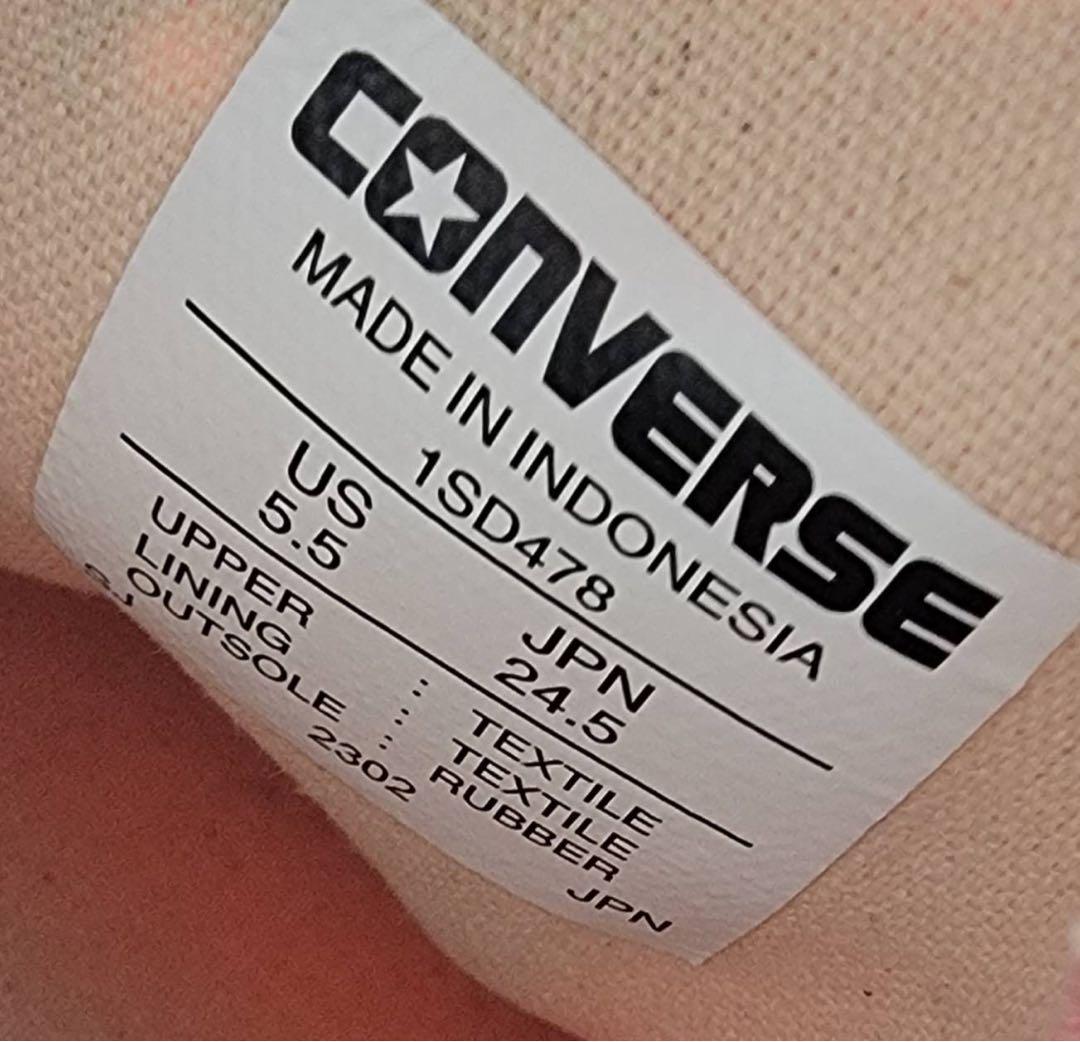 CONVERSE
MADE IN INDONESIA
1SD478
US JPN
5.5 24.5
UPPER : TEXTILE
LINING : TEXTILE
OUTSOLE : RUBBER
2302 JPN